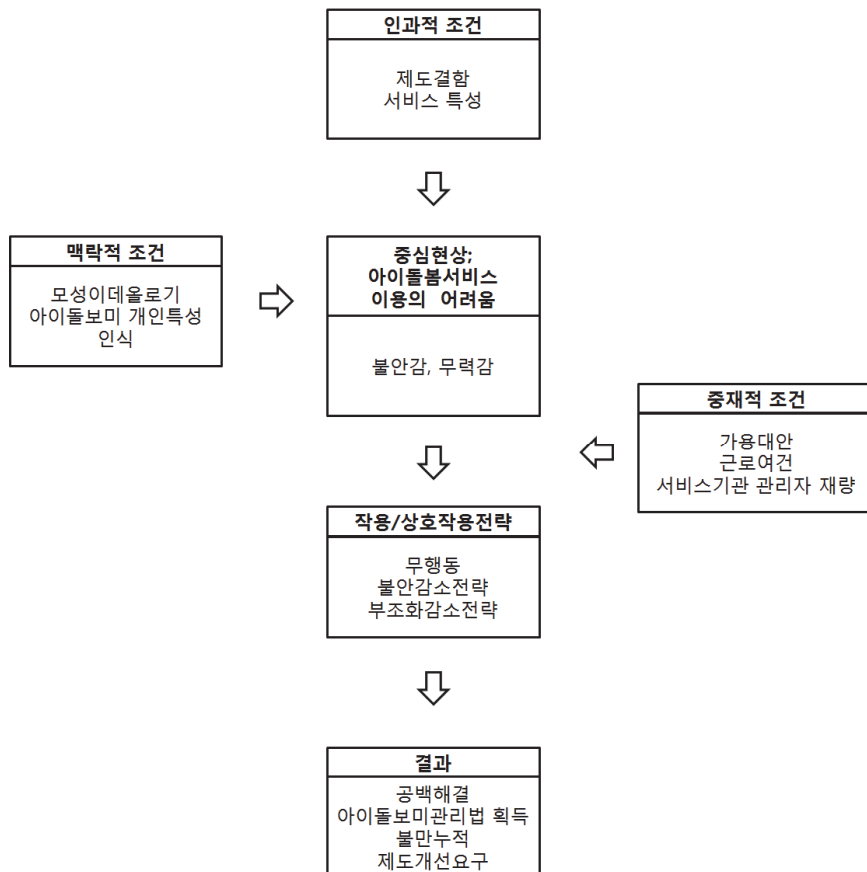 인과적 조건
제도결함
서비스 특성
맥락적 조건
모성이데올로기
아이돌보미 개인특성
인식
중심현상;
아이돌봄서비스
이용의 어려움
불안감, 무력감
중재적 조건
가용대안
근로여건
서비스기관 관리자 재량
작용/상호작용전략
무행동
불안감소전략
부조화감소전략
결과
공백해결
아이돌보미관리법 획득
불만누적
제도개선요구